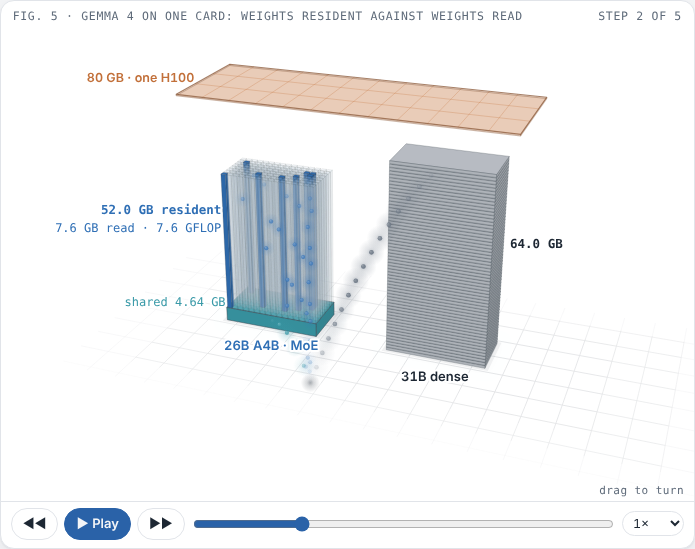 FIG. 5 · GEMMA 4 ON ONE CARD: WEIGHTS RESIDENT AGAINST WEIGHTS READ
STEP 2 OF 5
80 GB · one H100
52.0 GB resident
7.6 GB read · 7.6 GFLOP
64.0 GB
shared 4.64 GB
26B A4B · MoE
31B dense
drag to turn
Play
1×